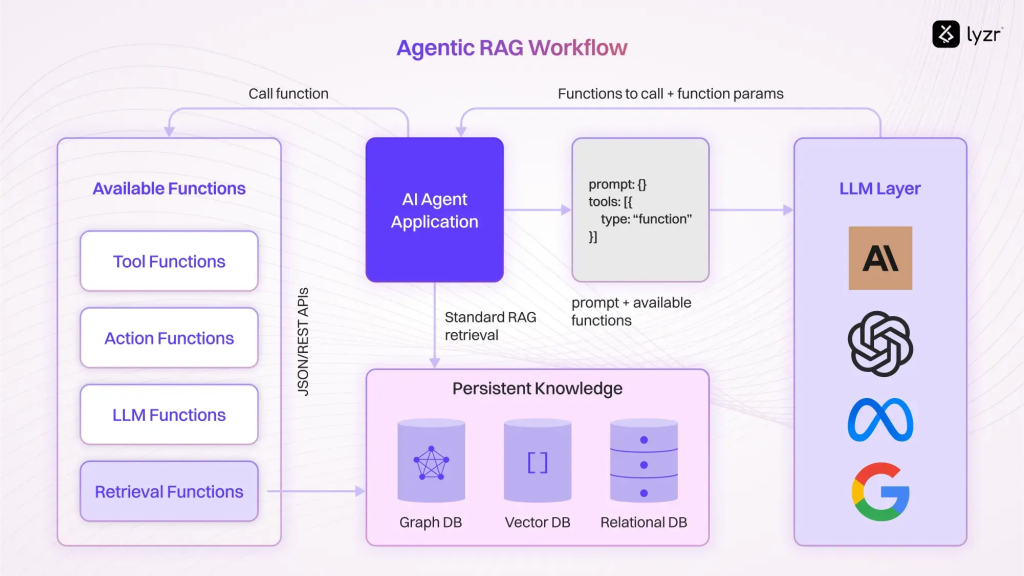 Agentic RAG Workflow
lyzr
Call function
Functions to call + function params
Available Functions
Tool Functions
Action Functions
LLM Functions
Retrieval Functions
JSON/REST APIs
AI Agent
Application
prompt: {}
tools: [{
type: “function”
}]
prompt + available
functions
Standard RAG
retrieval
Persistent Knowledge
[]
Graph DB
Vector DB
Relational DB
LLM Layer
A\